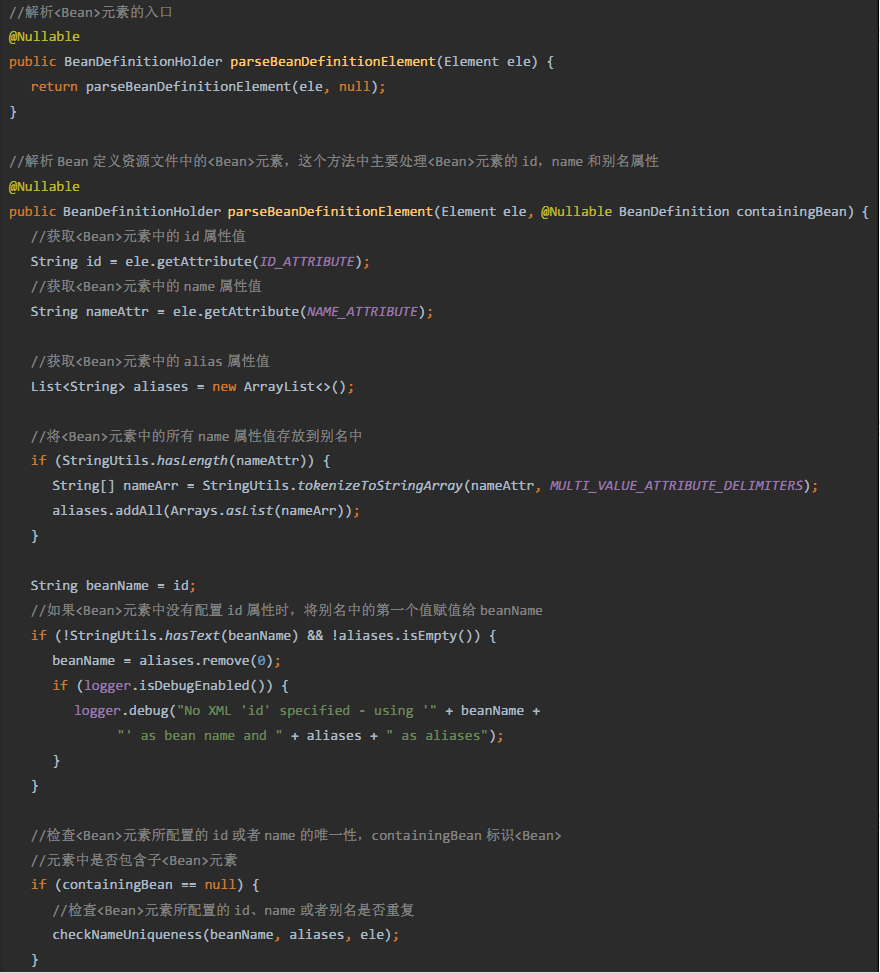 //解析<Bean>元素的入口
@Nullable
public BeanDefinitionHolder parseBeanDefinitionElement(Element ele) {
return parseBeanDefinitionElement(ele, null);
}
//解析 Bean 定义资源文件中的<Bean>元素，这个方法中主要处理<Bean>元素的 id，name 和别名属性
@Nullable
public BeanDefinitionHolder parseBeanDefinitionElement(Element ele, @Nullable BeanDefinition containingBean) {
//获取<Bean>元素中的 id 属性值
String id = ele.getAttribute(ID_ATTRIBUTE);
//获取<Bean>元素中的 name 属性值
String nameAttr = ele.getAttribute(NAME_ATTRIBUTE);
//获取<Bean>元素中的 alias 属性值
List<String> aliases = new ArrayList<>();
//将<Bean>元素中的所有 name 属性值存放到别名中
if (StringUtils.hasLength(nameAttr)) {
String[] nameArr = StringUtils.tokenizeToStringArray(nameAttr, MULTI_VALUE_ATTRIBUTE_DELIMITERS);
aliases.addAll(Arrays.asList(nameArr));
}
String beanName = id;
//如果<Bean>元素中没有配置 id 属性时，将别名中的第一个值赋值给 beanName
if (!StringUtils.hasText(beanName) && !aliases.isEmpty()) {
beanName = aliases.remove(0);
if (logger.isDebugEnabled()) {
logger.debug("No XML 'id' specified - using '" + beanName +
"' as bean name and " + aliases + " as aliases");
}
}
//检查<Bean>元素所配置的 id 或者 name 的唯一性，containingBean 标识<Bean>
//元素中是否包含子<Bean>元素
if (containingBean == null) {
//检查<Bean>元素所配置的 id、name 或者别名是否重复
checkNameUniqueness(beanName, aliases, ele);
}